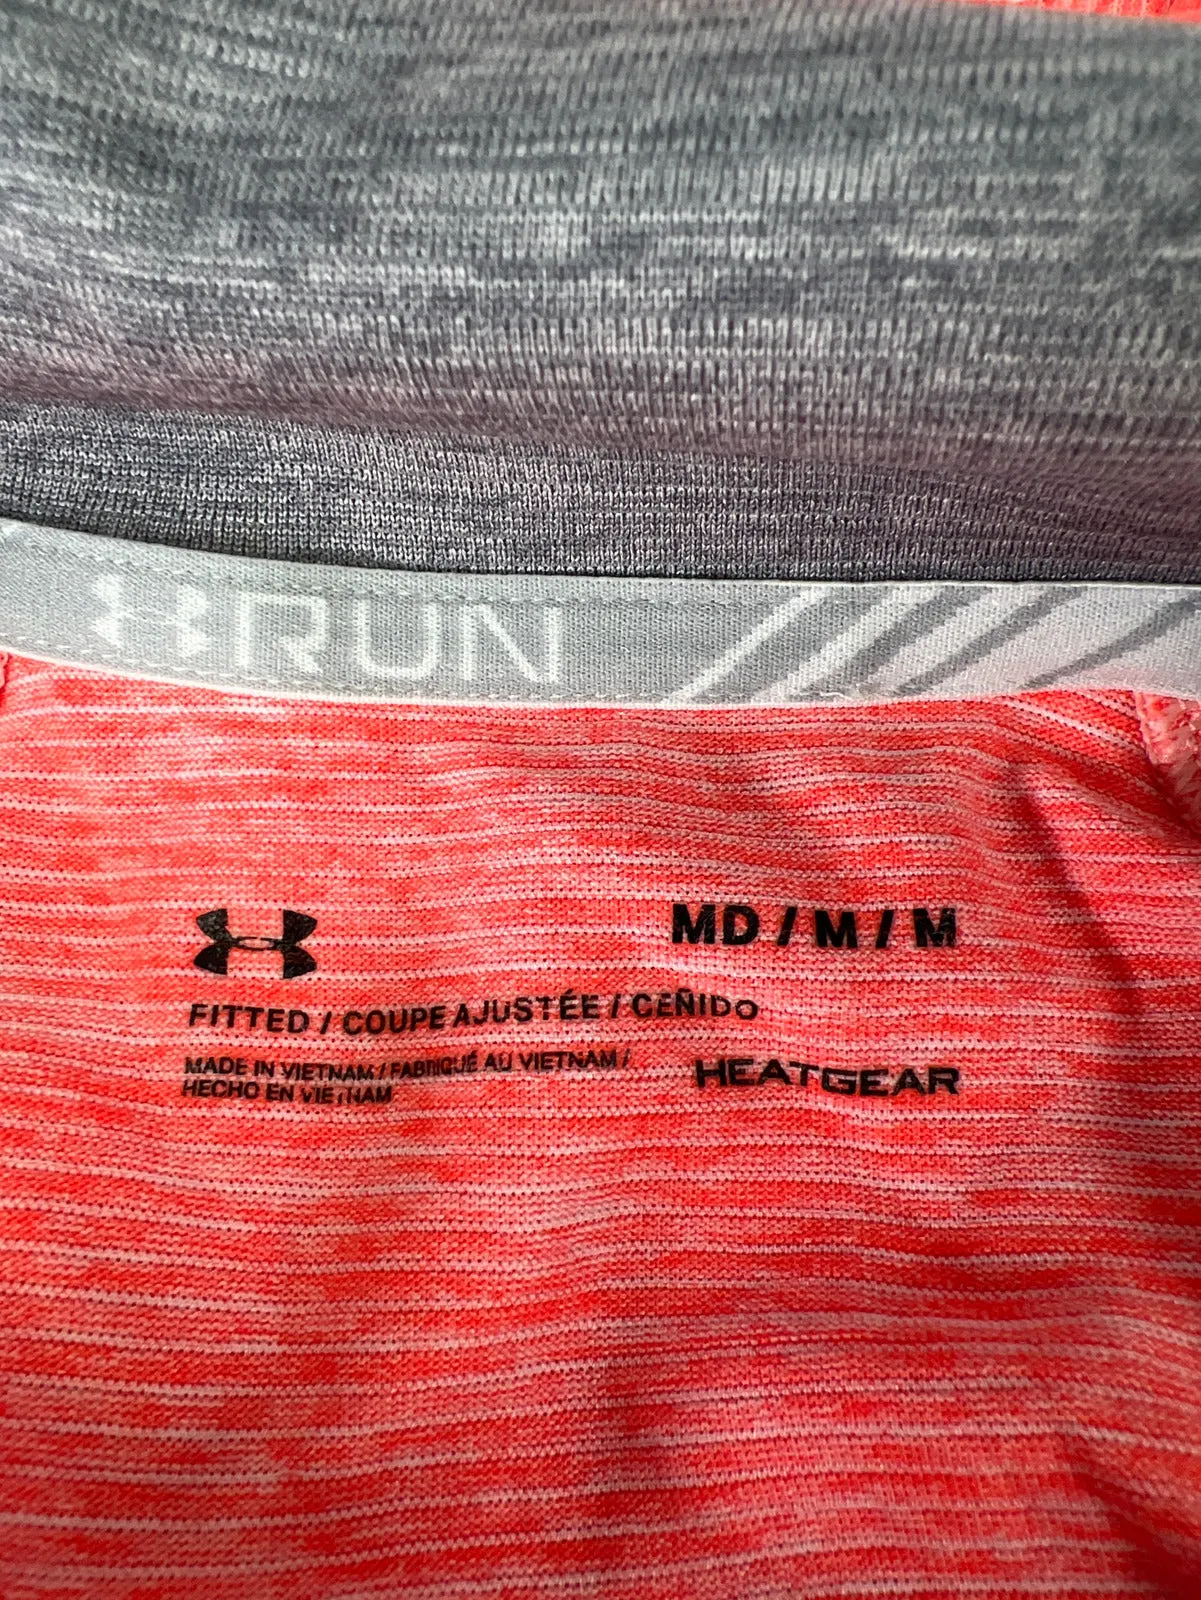 RUN
MD / M / M
FITTED / COUPE AJUSTÉE / CEÑIDO
MADE IN VIETNAM / FABRIQUÉ AU VIETNAM /
HECHO EN VIETNAM
HEATGEAR